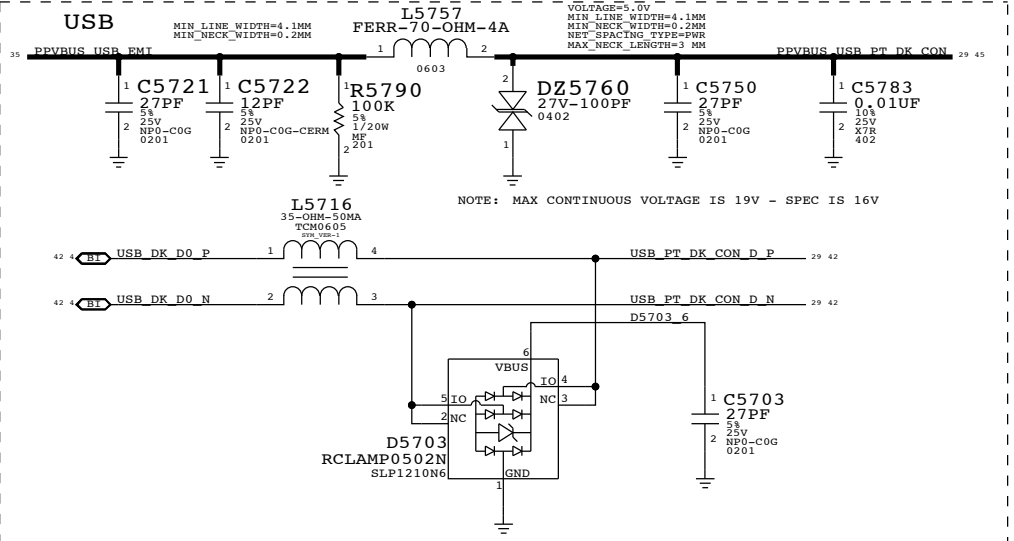 USB
MIN_LINE_WIDTH=4.1MM
MIN_NECK_WIDTH=0.2MM
L5757
FERR-70-OHM-4A
VOLTAGE=5.0V
MIN_LINE_WIDTH=4.1MM
MIN_NECK_WIDTH=0.2MM
NET_SPACING_TYPE=PWR
MAX_NECK_LENGTH=3 MM
35 PPVBUS_USB_EMI 1 2 PPVBUS_USB_PT_DK_CON 29 45
0603
1 C5721
27PF
5%
25V
2 NP0-C0G
0201
1 C5722
12PF
5%
25V
2 NP0-C0G-CERM
0201
1 R5790
100K
5%
1/20W
MF
2 201
2 DZ5760
27V-100PF
0402
1
1 C5750
27PF
5%
25V
2 NP0-C0G
0201
1 C5783
0.01UF
10%
25V
2 X7R
402
NOTE: MAX CONTINUOUS VOLTAGE IS 19V - SPEC IS 16V
L5716
35-OHM-50MA
TCM0605
SYM_VER-1
42 4 BI USB_DK_D0_P 1 4 USB_PT_DK_CON_D_P 29 42
42 4 BI USB_DK_D0_N 2 3 USB_PT_DK_CON_D_N 29 42
D5703_6
6
VBUS
IO 4
5 IO NC 3
2 NC
D5703
RCLAMP0502N
SLP1210N6 GND
1
1 C5703
27PF
5%
25V
2 NP0-C0G
0201